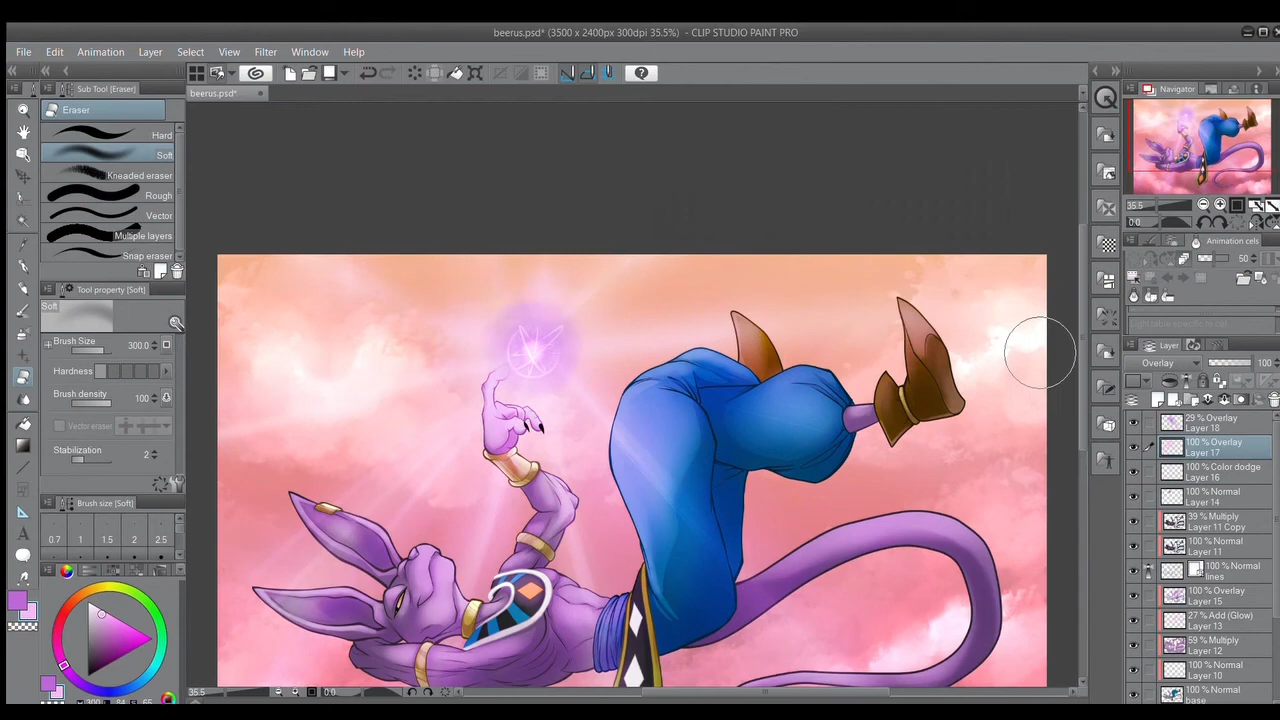 beerus.psd* (3500 x 2400px 300dpi 35.5%) - CLIP STUDIO PAINT PRO
File Edit Animation Layer Select View Filter Window Help
Sub Tool [Eraser]
beerus.psd*
Navigator
Eraser
Hard
Soft
Kneaded eraser
Rough
Vector
Multiple layers
Snap eraser
Tool property [Soft]
Soft
Brush Size 300.0
Hardness
Brush density 100
Vector eraser
Stabilization 2
Brush size [Soft]
0.7 1 1.5 2 2.5
35.5 0.0
35.5
0.0
Animation cels
50
Layer
Overlay 100
29 % Overlay
Layer 18
100 % Overlay
Layer 17
100 % Color dodge
Layer 16
100 % Normal
Layer 14
39 % Multiply
Layer 11 Copy
100 % Normal
Layer 11
100 % Normal
lines
100 % Overlay
Layer 15
27 % Add (Glow)
Layer 13
59 % Multiply
Layer 12
100 % Normal
Layer 10
100 % Normal
base